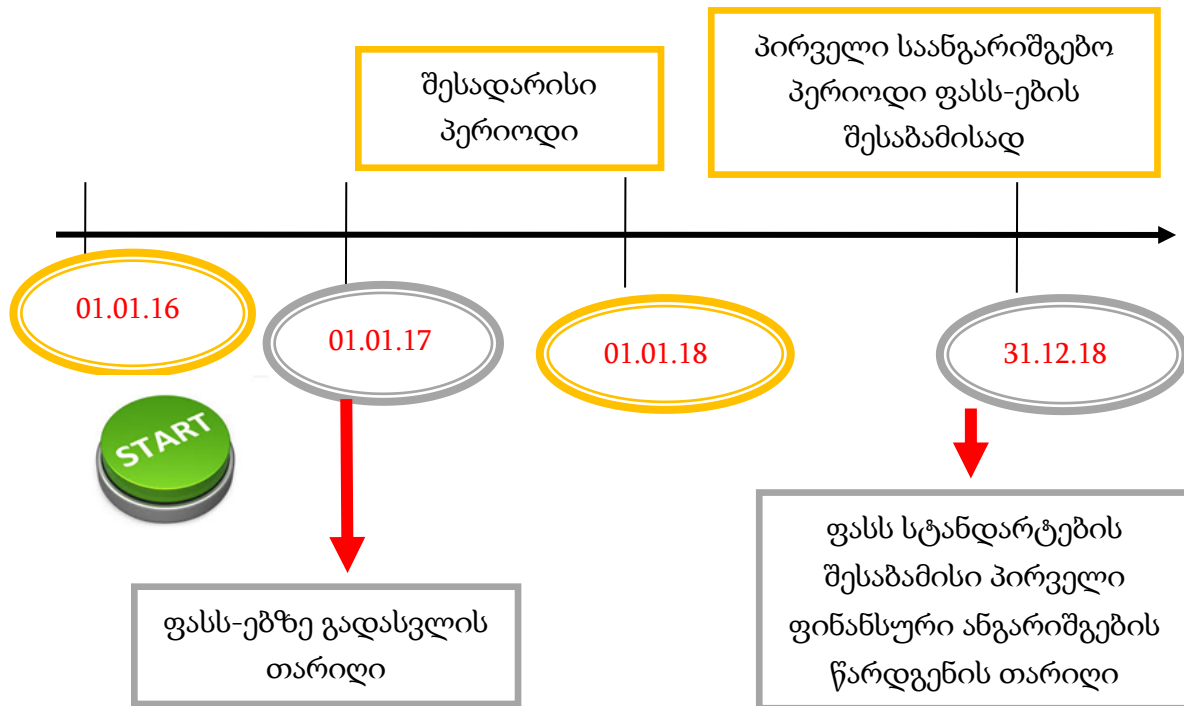 შესადარისი
პერიოდი
პირველი საანგარიშგებო
პერიოდი ფასს-ების
შესაბამისად
01.01.16
01.01.17
01.01.18
31.12.18
START
ფასს-ებზე გადასვლის
თარიღი
ფასს სტანდარტების
შესაბამისი პირველი
ფინანსური ანგარიშგების
წარდგენის თარიღი